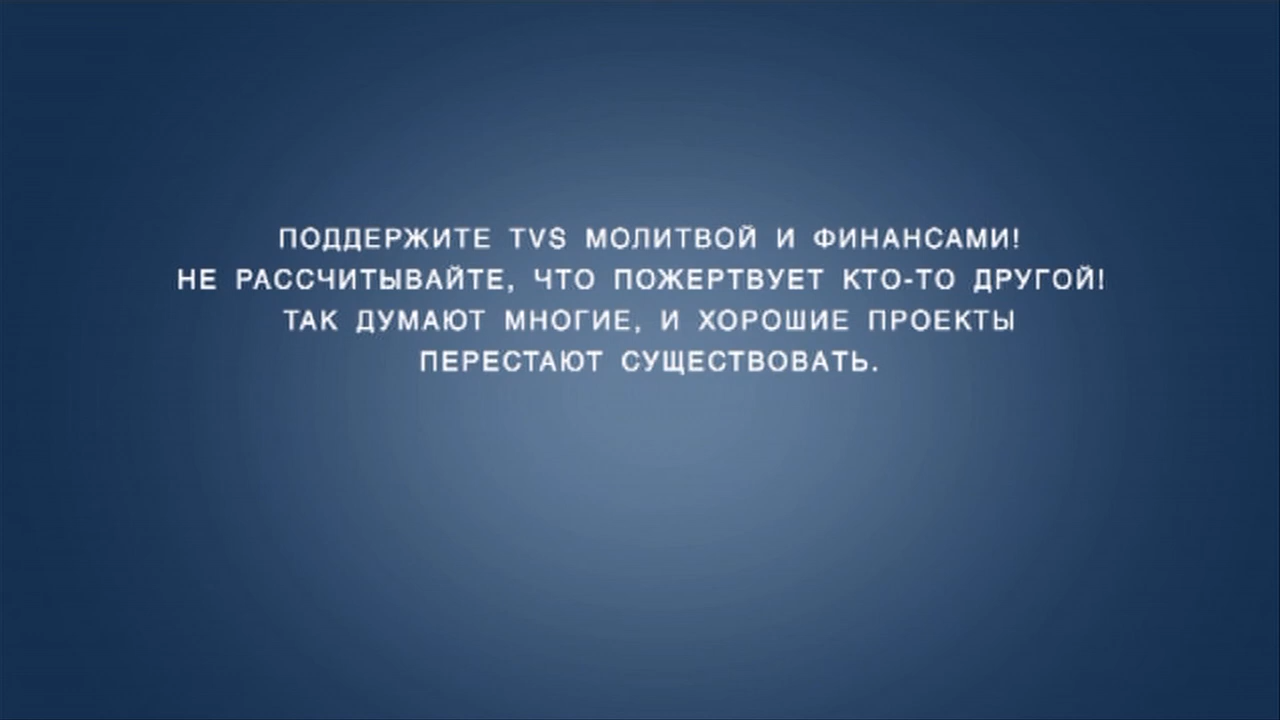 ПОДДЕРЖИТЕ TVS МОЛИТВОЙ И ФИНАНСАМИ!
НЕ РАССЧИТЫВАЙТЕ, ЧТО ПОЖЕРТВУЕТ КТО-ТО ДРУГОЙ!
ТАК ДУМАЮТ МНОГИЕ, И ХОРОШИЕ ПРОЕКТЫ
ПЕРЕСТАЮТ СУЩЕСТВОВАТЬ.